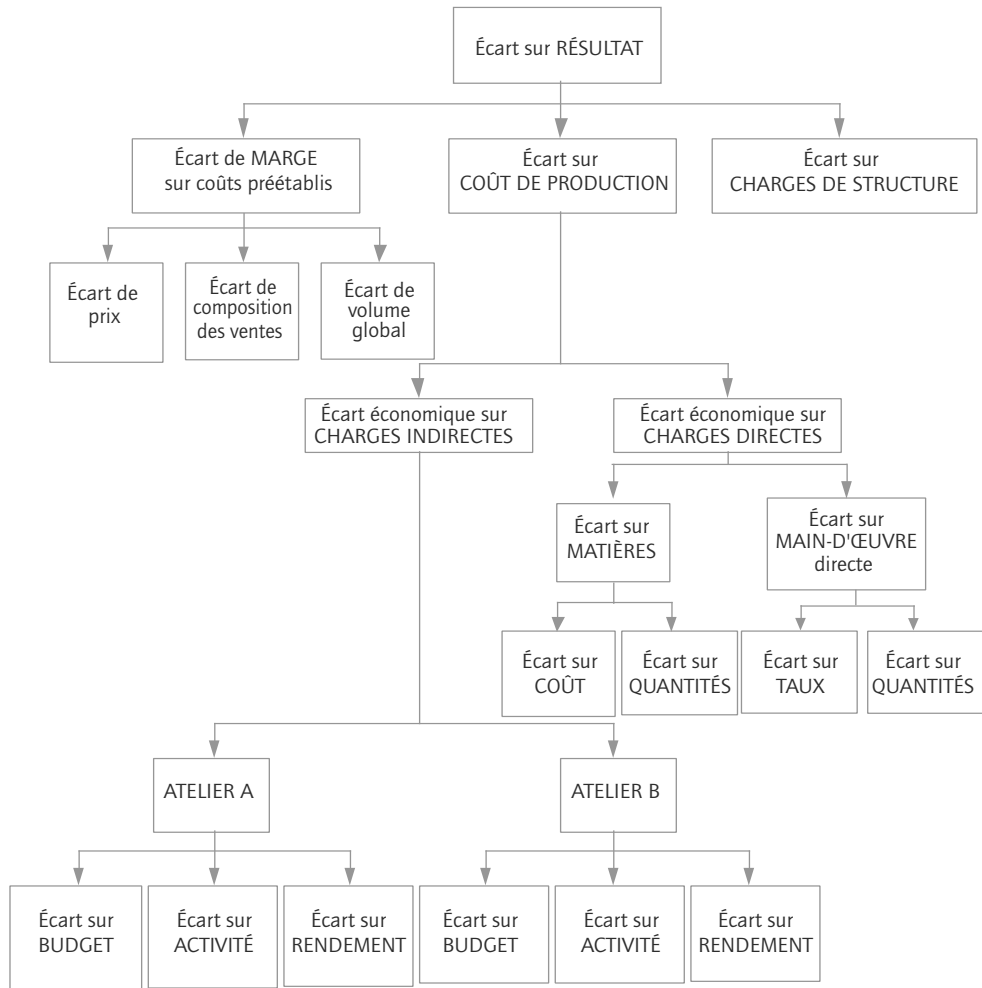 Écart sur RÉSULTAT
Écart de MARGE
sur coûts préétablis
Écart sur
COÛT DE PRODUCTION
Écart sur
CHARGES DE STRUCTURE
Écart de
prix
Écart de
composition
des ventes
Écart de
volume
global
Écart économique sur
CHARGES INDIRECTES
Écart économique sur
CHARGES DIRECTES
Écart sur
MATIÈRES
Écart sur
MAIN-D'ŒUVRE
directe
Écart sur
COÛT
Écart sur
QUANTITÉS
Écart sur
TAUX
Écart sur
QUANTITÉS
ATELIER A
ATELIER B
Écart sur
BUDGET
Écart sur
ACTIVITÉ
Écart sur
RENDEMENT
Écart sur
BUDGET
Écart sur
ACTIVITÉ
Écart sur
RENDEMENT